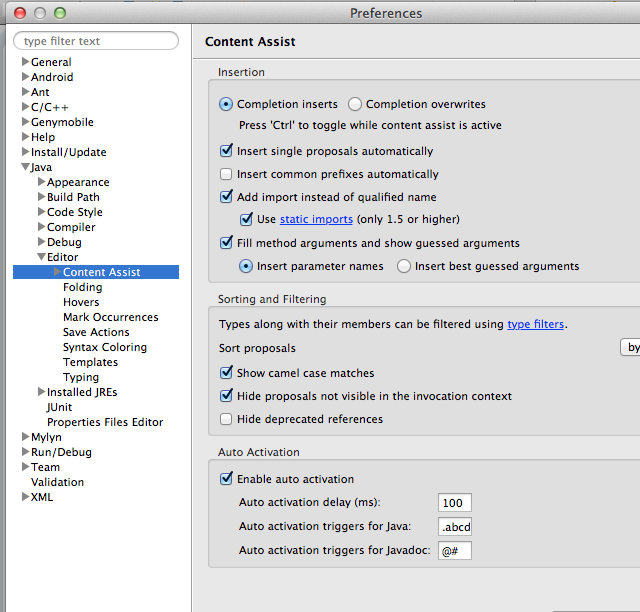 Preferences
type filter text
General
Android
Ant
C/C++
Genymobile
Help
Install/Update
Java
Appearance
Build Path
Code Style
Compiler
Debug
Editor
Content Assist
Folding
Hovers
Mark Occurrences
Save Actions
Syntax Coloring
Templates
Typing
Installed JREs
JUnit
Properties Files Editor
Mylyn
Run/Debug
Team
Validation
XML
Content Assist
Insertion
Completion inserts Completion overwrites
Press 'Ctrl' to toggle while content assist is active
Insert single proposals automatically
Insert common prefixes automatically
Add import instead of qualified name
Use static imports (only 1.5 or higher)
Fill method arguments and show guessed arguments
Insert parameter names Insert best guessed arguments
Sorting and Filtering
Types along with their members can be filtered using type filters.
Sort proposals by
Show camel case matches
Hide proposals not visible in the invocation context
Hide deprecated references
Auto Activation
Enable auto activation
Auto activation delay (ms): 100
Auto activation triggers for Java: .abcd
Auto activation triggers for Javadoc: @#